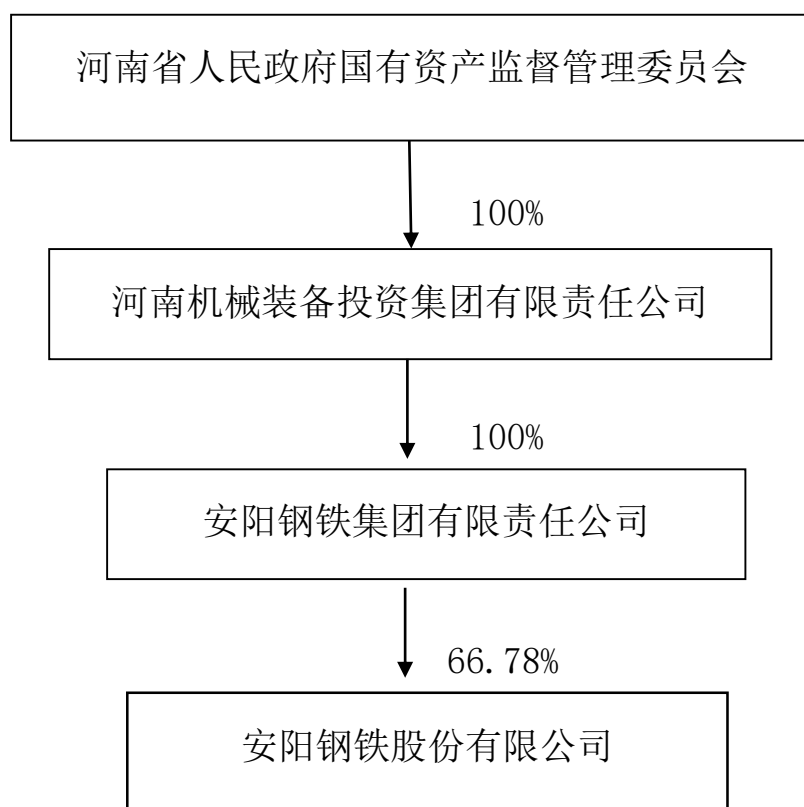 河南省人民政府国有资产监督管理委员会
100%
河南机械装备投资集团有限责任公司
100%
安阳钢铁集团有限责任公司
66.78%
安阳钢铁股份有限公司